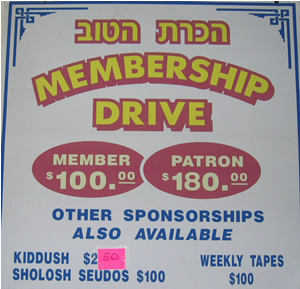 הכרת הטוב
MEMBERSHIP
DRIVE
MEMBER
$100.00
PATRON
$180.00
OTHER SPONSORSHIPS
ALSO AVAILABLE
KIDDUSH $250
SHOLOSH SEUDOS $100
WEEKLY TAPES
$100